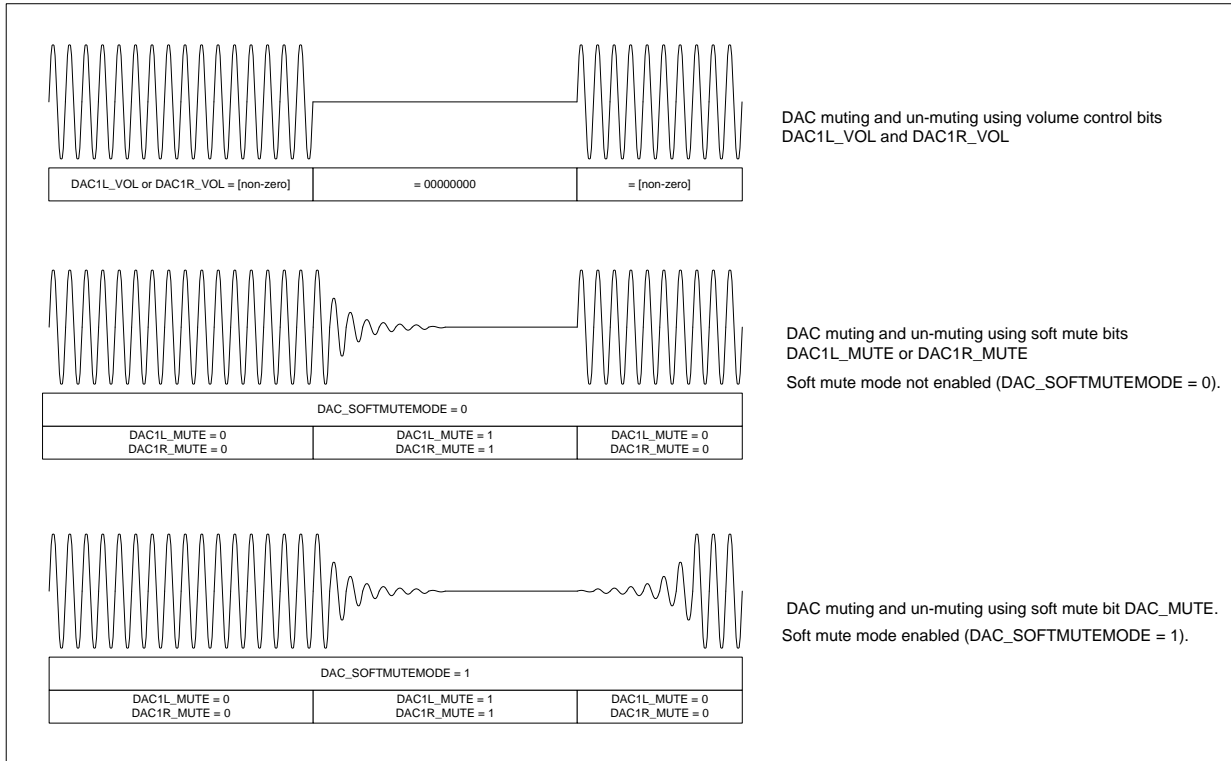 DAC muting and un-muting using volume control bits
DAC1L_VOL and DAC1R_VOL
DAC1L_VOL or DAC1R_VOL = [non-zero]
= 00000000
= [non-zero]
DAC muting and un-muting using soft mute bits
DAC1L_MUTE or DAC1R_MUTE
Soft mute mode not enabled (DAC_SOFTMUTEMODE = 0).
DAC_SOFTMUTEMODE = 0
DAC1L_MUTE = 0
DAC1R_MUTE = 0
DAC1L_MUTE = 1
DAC1R_MUTE = 1
DAC1L_MUTE = 0
DAC1R_MUTE = 0
DAC muting and un-muting using soft mute bit DAC_MUTE.
Soft mute mode enabled (DAC_SOFTMUTEMODE = 1).
DAC_SOFTMUTEMODE = 1
DAC1L_MUTE = 0
DAC1R_MUTE = 0
DAC1L_MUTE = 1
DAC1R_MUTE = 1
DAC1L_MUTE = 0
DAC1R_MUTE = 0